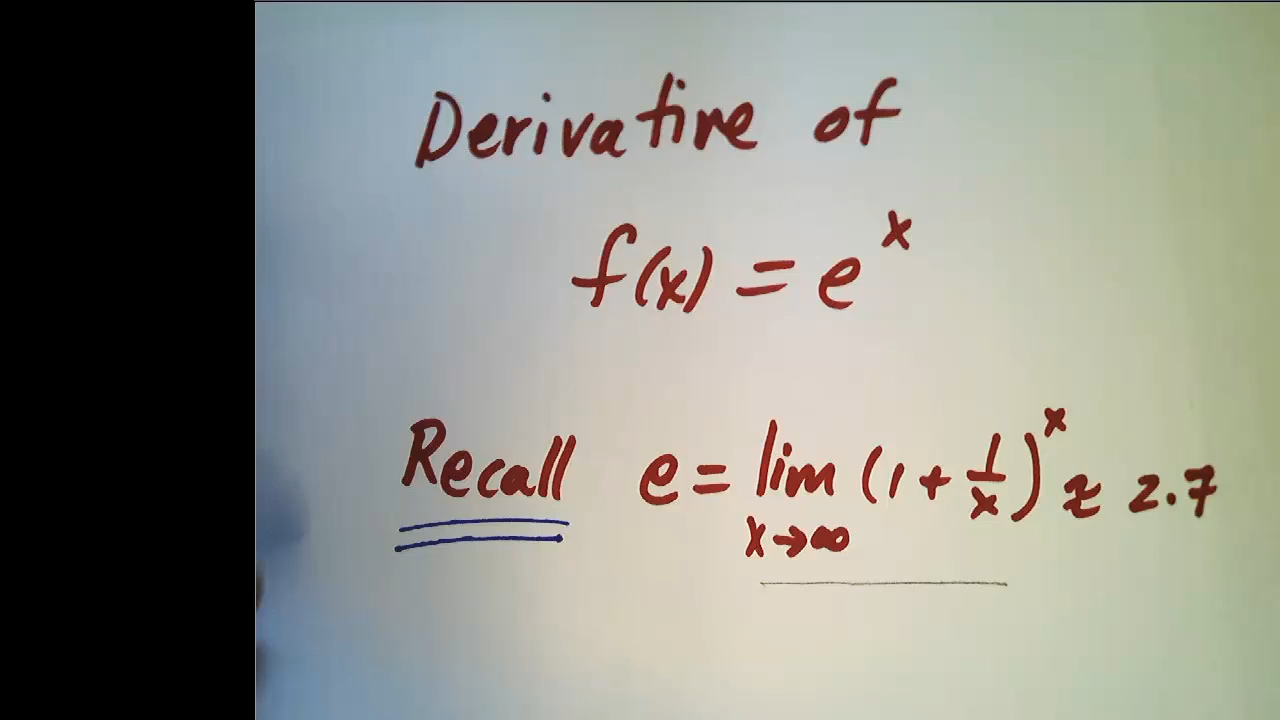 Derivative of
f(x) = e^x
Recall e = lim (1 + 1/x)^x ≈ 2.7
x→∞